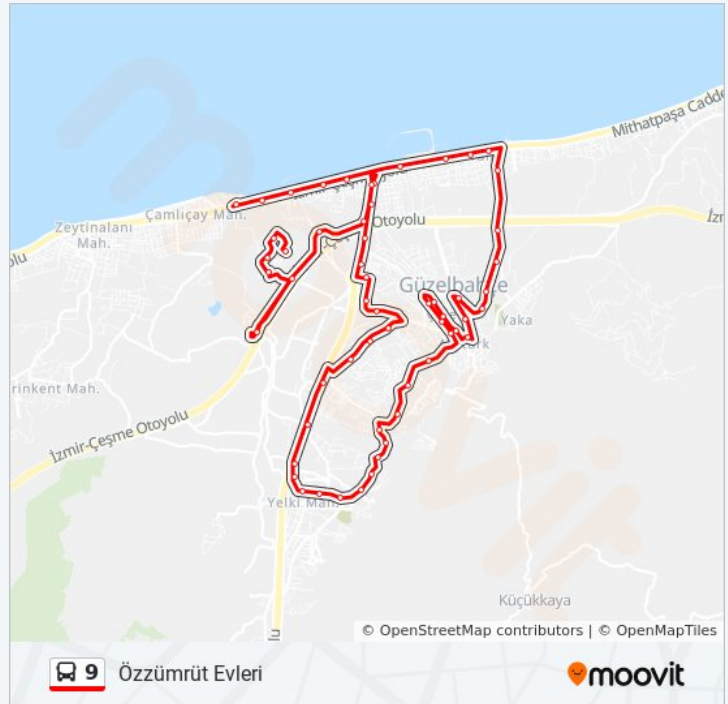 Mithatpaşa Cadde
Çamlıçay Mah.
Zeytinalanı
Mah.
olu
Otoyolu
İzm
Güzelbahçe
Yaka
rinkent Mah.
İzmir-Çeşme Otoyolu
Yelki Mah.
Küçükkaya
lu
© OpenStreetMap contributors | © OpenMapTiles
9 Özzümrüt Evleri
moovit